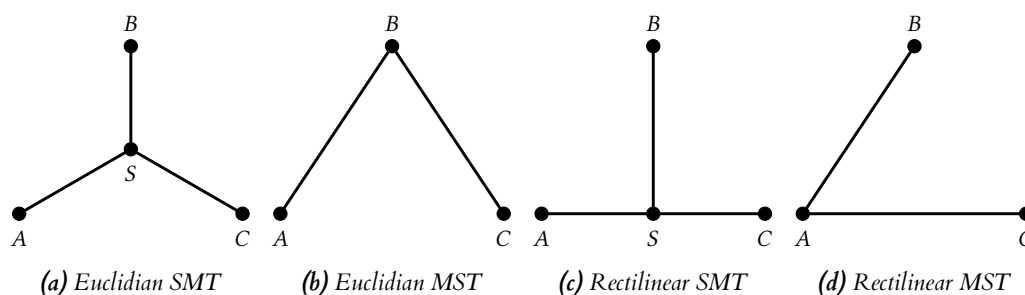 B B B B
S
A C A C A S C A C
(a) Euclidian SMT (b) Euclidian MST (c) Rectilinear SMT (d) Rectilinear MST